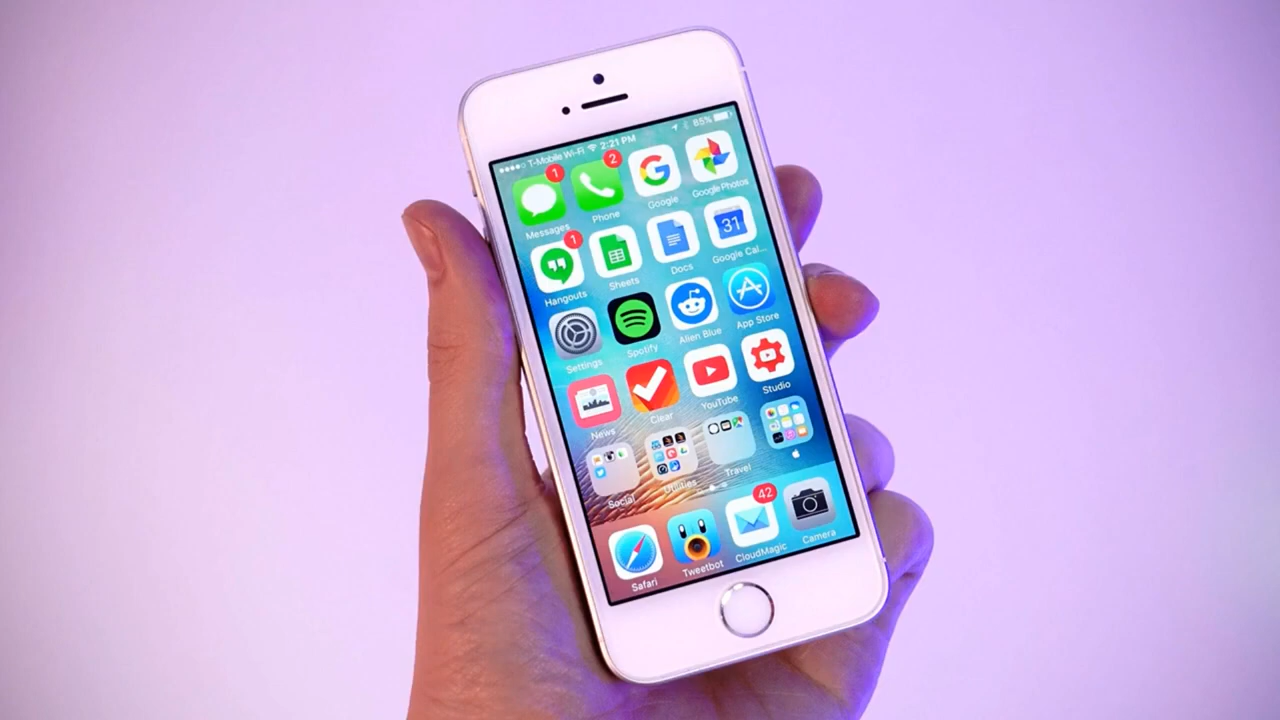 T-Mobile Wi-Fi 2:21 PM 85%
1 2
Messages Phone Google Google Photos
1 31
Hangouts Sheets Docs Google Cal...
Settings Spotify Alien Blue App Store
News Clear YouTube Studio
Social Utilities Travel
42
Safari Tweetbot CloudMagic Camera